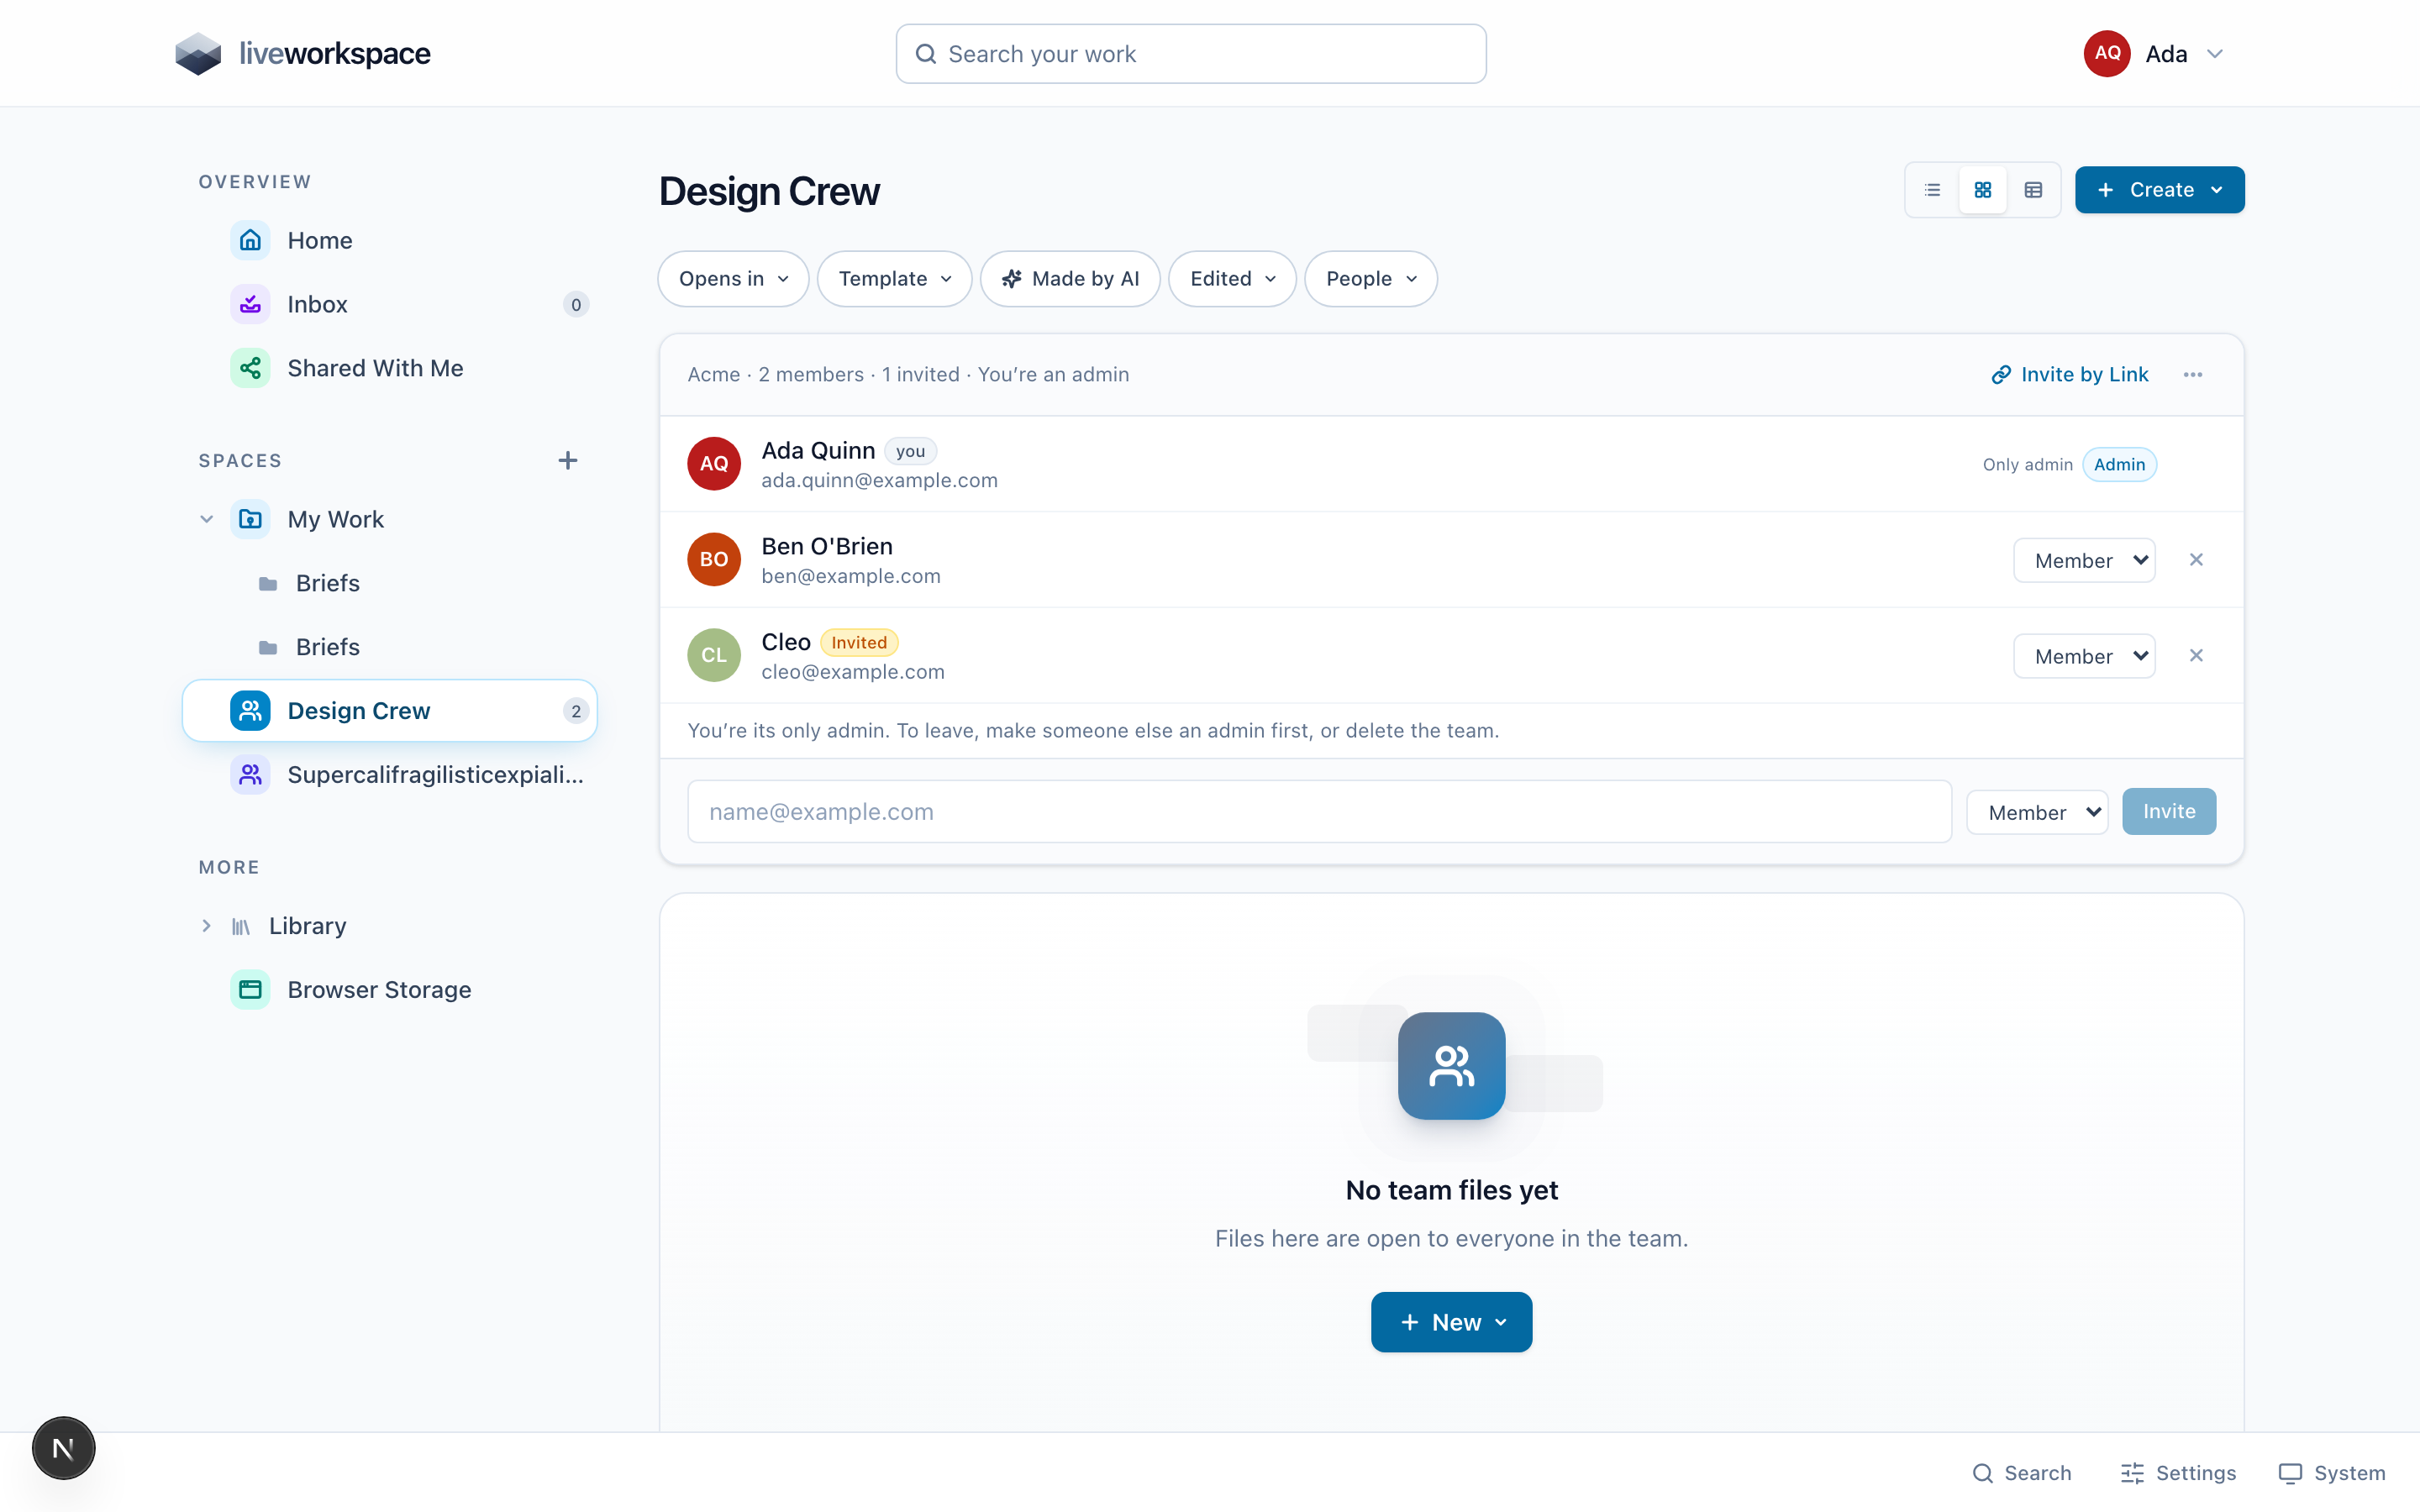 liveworkspace
Search your work
AQ Ada
OVERVIEW
Home
Inbox 0
Shared With Me
SPACES
My Work
Briefs
Briefs
Design Crew 2
Supercalifragilisticexpiali...
MORE
Library
Browser Storage
Design Crew
Create
Opens in Template Made by AI Edited People
Acme · 2 members · 1 invited · You’re an admin Invite by Link
AQ Ada Quinn you
ada.quinn@example.com
Only admin Admin
BO Ben O'Brien
ben@example.com
Member
CL Cleo Invited
cleo@example.com
Member
You’re its only admin. To leave, make someone else an admin first, or delete the team.
name@example.com Member Invite
No team files yet
Files here are open to everyone in the team.
New
N
Search Settings System